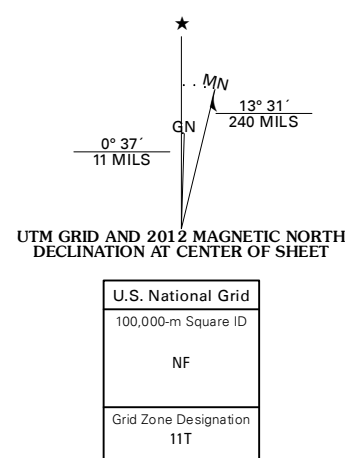 ★
MN
GN
13° 31´
240 MILS
0° 37´
11 MILS
UTM GRID AND 2012 MAGNETIC NORTH
DECLINATION AT CENTER OF SHEET
U.S. National Grid
100,000-m Square ID
NF
Grid Zone Designation
11T